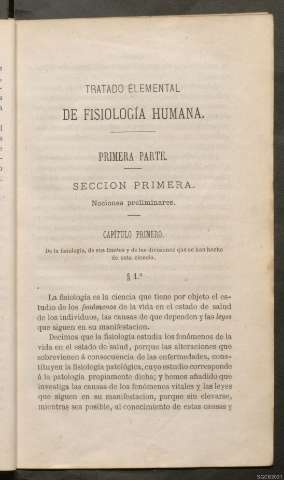 TRATADO ELEMENTAL
DE FISIOLOGÍA HUMANA.
PRIMERA PARTE.
SECCION PRIMERA.
Nociones preliminares.
CAPÍTULO PRIMERO.
De la fisiología, de sus límites y de las divisiones que se han hecho
de esta ciencia.
§ 1.º
La fisiología es la ciencia que tiene por objeto el es-
tudio de los fenómenos de la vida en el estado de salud
de los individuos, las causas de que dependen y las leyes
que siguen en su manifestacion.
Decimos que la fisiología estudia los fenómenos de la
vida en el estado de salud, porque las alteraciones que
sobrevienen á consecuencia de las enfermedades, cons-
tituyen la fisiología patológica, cuyo estudio corresponde
á la patología propiamente dicha; y hemos añadido que
investiga las causas de los fenómenos vitales y las leyes
que siguen en su manifestacion, porque sin elevarse,
mientras sea posible, al conocimiento de estas causas y